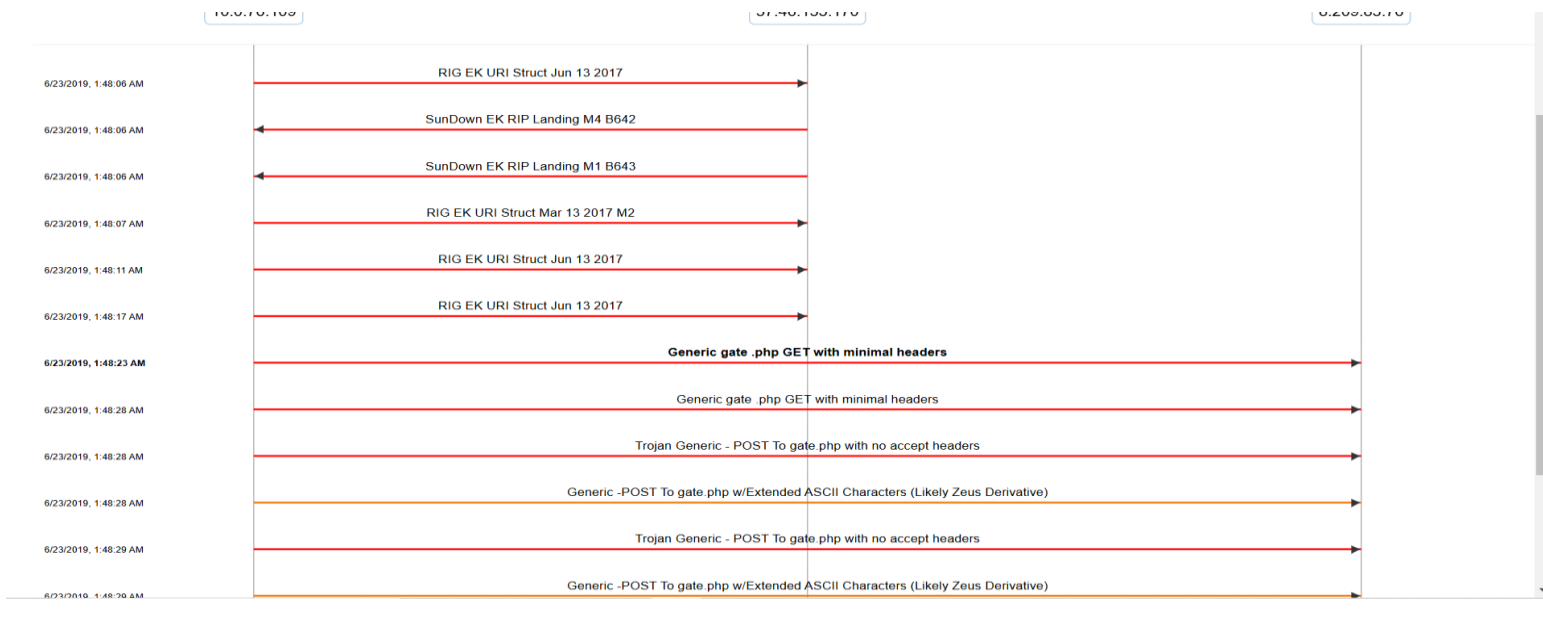 RIG EK URI Struct Jun 13 2017
6/23/2019, 1:48:06 AM
SunDown EK RIP Landing M4 B642
6/23/2019, 1:48:06 AM
SunDown EK RIP Landing M1 B643
6/23/2019, 1:48:06 AM
RIG EK URI Struct Mar 13 2017 M2
6/23/2019, 1:48:07 AM
RIG EK URI Struct Jun 13 2017
6/23/2019, 1:48:11 AM
RIG EK URI Struct Jun 13 2017
6/23/2019, 1:48:17 AM
Generic gate .php GET with minimal headers
6/23/2019, 1:48:23 AM
Generic gate .php GET with minimal headers
6/23/2019, 1:48:28 AM
Trojan Generic - POST To gate.php with no accept headers
6/23/2019, 1:48:28 AM
Generic -POST To gate.php w/Extended ASCII Characters (Likely Zeus Derivative)
6/23/2019, 1:48:28 AM
Trojan Generic - POST To gate.php with no accept headers
6/23/2019, 1:48:29 AM
Generic -POST To gate.php w/Extended ASCII Characters (Likely Zeus Derivative)
6/23/2019, 1:48:29 AM